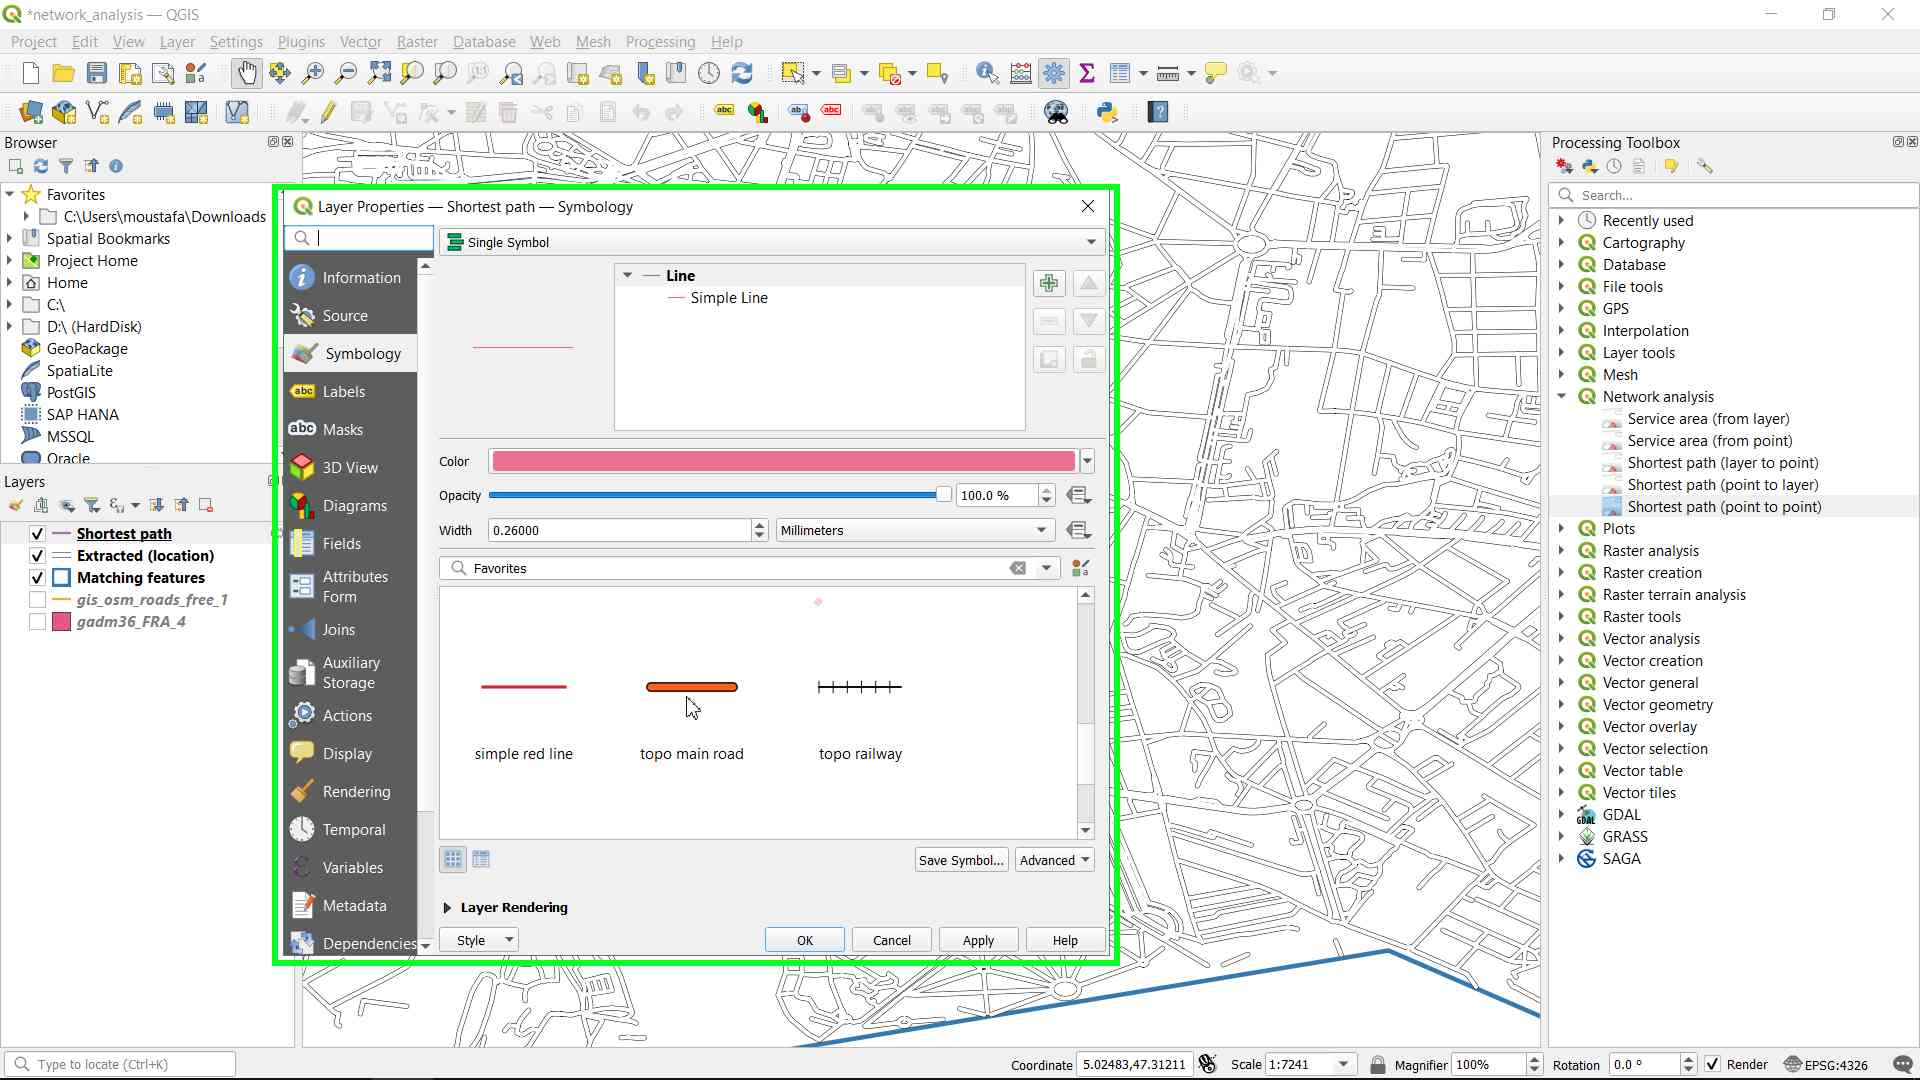 *network_analysis — QGIS
Project Edit View Layer Settings Plugins Vector Raster Database Web Mesh Processing Help
Browser
Favorites
C:\Users\moustafa\Downloads
Spatial Bookmarks
Project Home
Home
C:\
D:\ (HardDisk)
GeoPackage
SpatiaLite
PostGIS
SAP HANA
MSSQL
Oracle
Layers
Shortest path
Extracted (location)
Matching features
gis_osm_roads_free_1
gadm36_FRA_4
Layer Properties — Shortest path — Symbology
Information
Source
Symbology
Labels
Masks
3D View
Diagrams
Fields
Attributes
Form
Joins
Auxiliary
Storage
Actions
Display
Rendering
Temporal
Variables
Metadata
Dependencies
Single Symbol
Line
Simple Line
Color
Opacity 100.0 %
Width 0.26000 Millimeters
Favorites
simple red line topo main road topo railway
Save Symbol... Advanced
Layer Rendering
Style OK Cancel Apply Help
Processing Toolbox
Search...
Recently used
Cartography
Database
File tools
GPS
Interpolation
Layer tools
Mesh
Network analysis
Service area (from layer)
Service area (from point)
Shortest path (layer to point)
Shortest path (point to layer)
Shortest path (point to point)
Plots
Raster analysis
Raster creation
Raster terrain analysis
Raster tools
Vector analysis
Vector creation
Vector general
Vector geometry
Vector overlay
Vector selection
Vector table
Vector tiles
GDAL
GRASS
SAGA
Type to locate (Ctrl+K) Coordinate 5.02483,47.31211 Scale 1:7241 Magnifier 100% Rotation 0.0 ° Render EPSG:4326